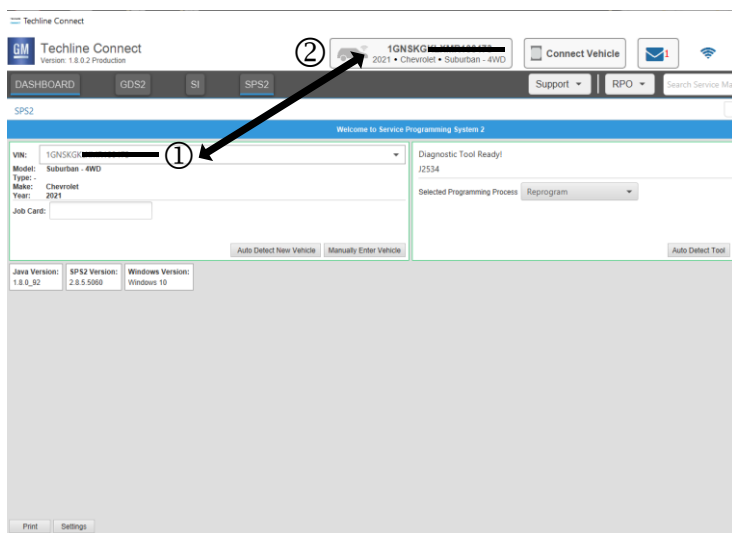 Techline Connect
GM Techline Connect
Version: 1.8.0.2 Production
②
2021 • Chevrolet • Suburban - 4WD
Connect Vehicle
1
DASHBOARD GDS2 SI SPS2 Support RPO Search Service Ma
SPS2
Welcome to Service Programming System 2
VIN: 1GNSKGK
①
Model: Suburban - 4WD
Type: -
Make: Chevrolet
Year: 2021
Job Card:
Auto Detect New Vehicle Manually Enter Vehicle
Diagnostic Tool Ready!
J2534
Selected Programming Process Reprogram
Auto Detect Tool
Java Version: SPS2 Version: Windows Version:
1.8.0_92 2.8.5.5060 Windows 10
Print Settings